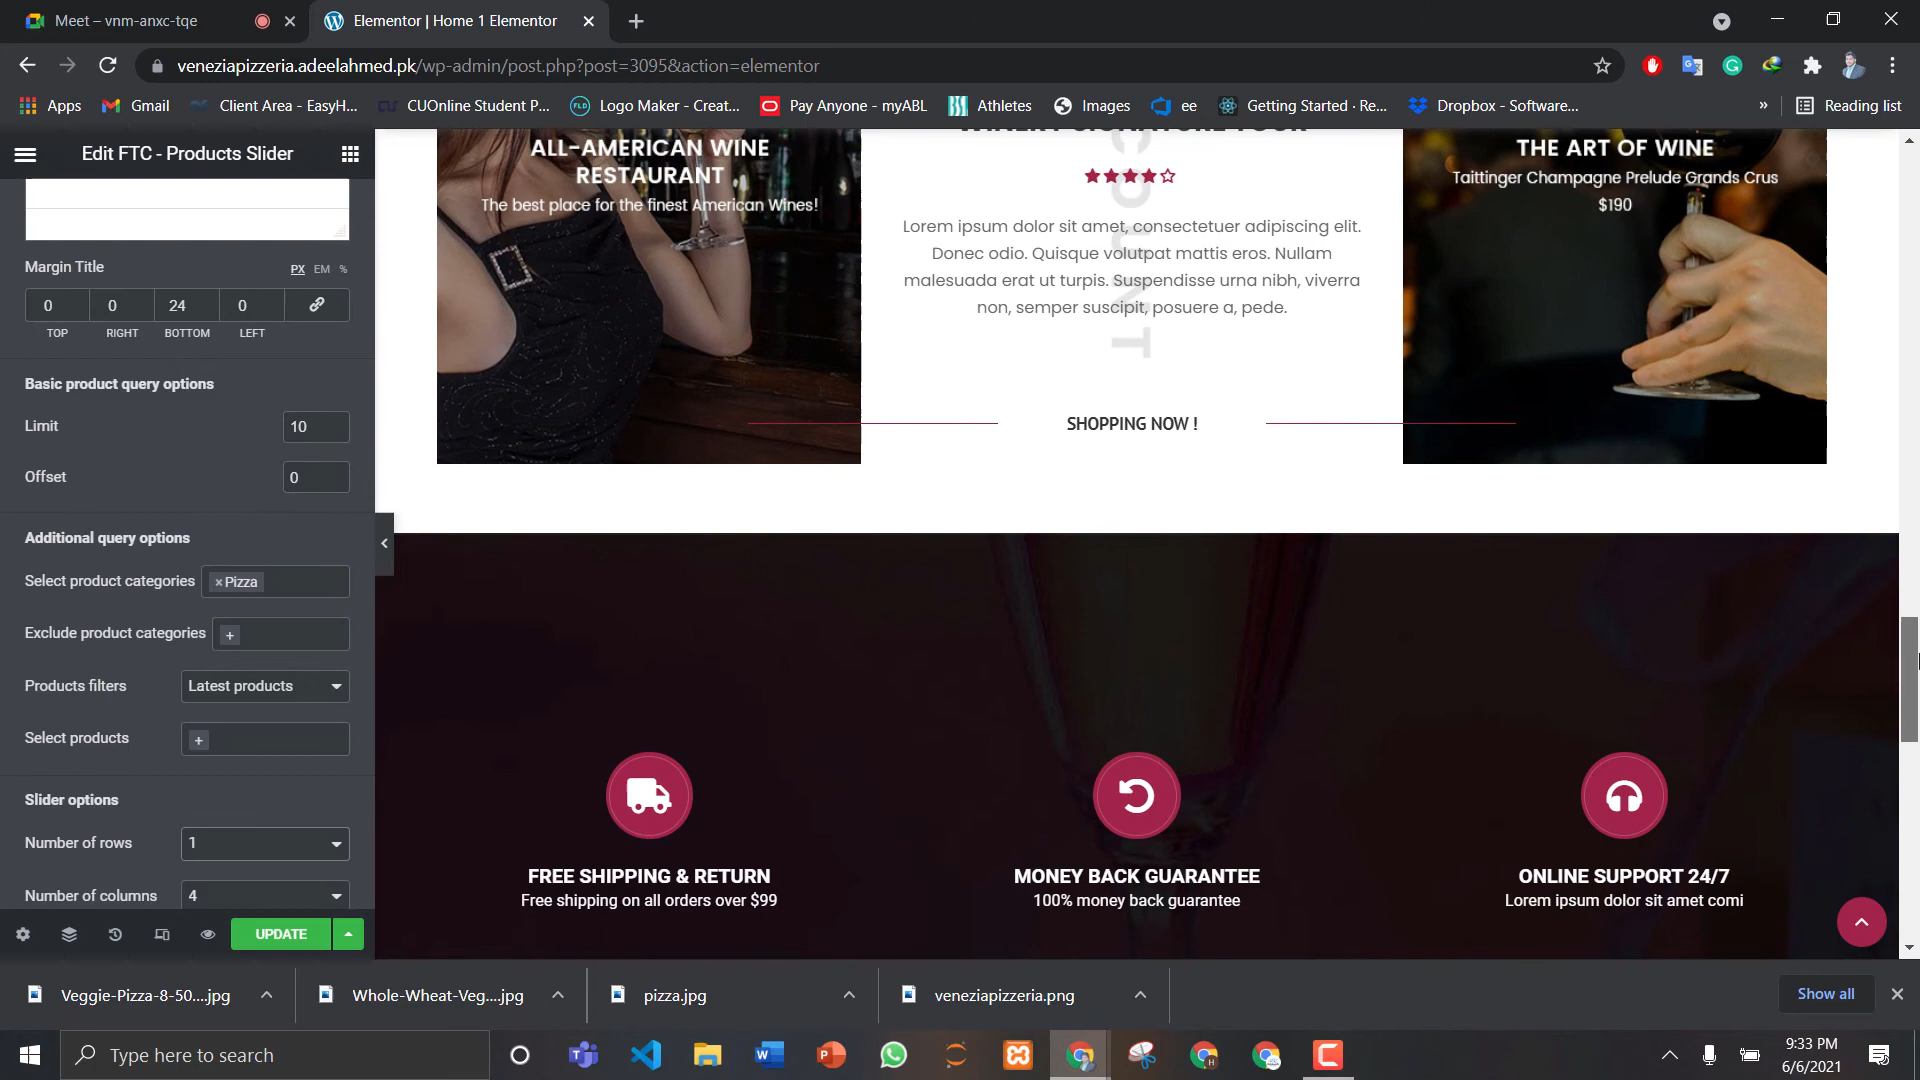 Meet – vnm-anxc-tqe
Elementor | Home 1 Elementor
veneziapizzeria.adeelahmed.pk/wp-admin/post.php?post=3095&action=elementor
Apps
Gmail
Client Area - EasyH...
CUOnline Student P...
Logo Maker - Creat...
Pay Anyone - myABL
Athletes
Images
ee
Getting Started · Re...
Dropbox - Software...
»
Reading list
Edit FTC - Products Slider
Margin Title
PX EM %
0 0 24 0
TOP RIGHT BOTTOM LEFT
Basic product query options
Limit 10
Offset 0
Additional query options
Select product categories × Pizza
Exclude product categories +
Products filters Latest products
Select products +
Slider options
Number of rows 1
Number of columns 4
UPDATE
ALL-AMERICAN WINE
RESTAURANT
The best place for the finest American Wines!
Lorem ipsum dolor sit amet, consectetuer adipiscing elit.
Donec odio. Quisque volutpat mattis eros. Nullam
malesuada erat ut turpis. Suspendisse urna nibh, viverra
non, semper suscipit, posuere a, pede.
SHOPPING NOW !
THE ART OF WINE
Taittinger Champagne Prelude Grands Crus
$190
FREE SHIPPING & RETURN
Free shipping on all orders over $99
MONEY BACK GUARANTEE
100% money back guarantee
ONLINE SUPPORT 24/7
Lorem ipsum dolor sit amet comi
Veggie-Pizza-8-50....jpg
Whole-Wheat-Veg....jpg
pizza.jpg
veneziapizzeria.png
Show all
Type here to search
9:33 PM
6/6/2021